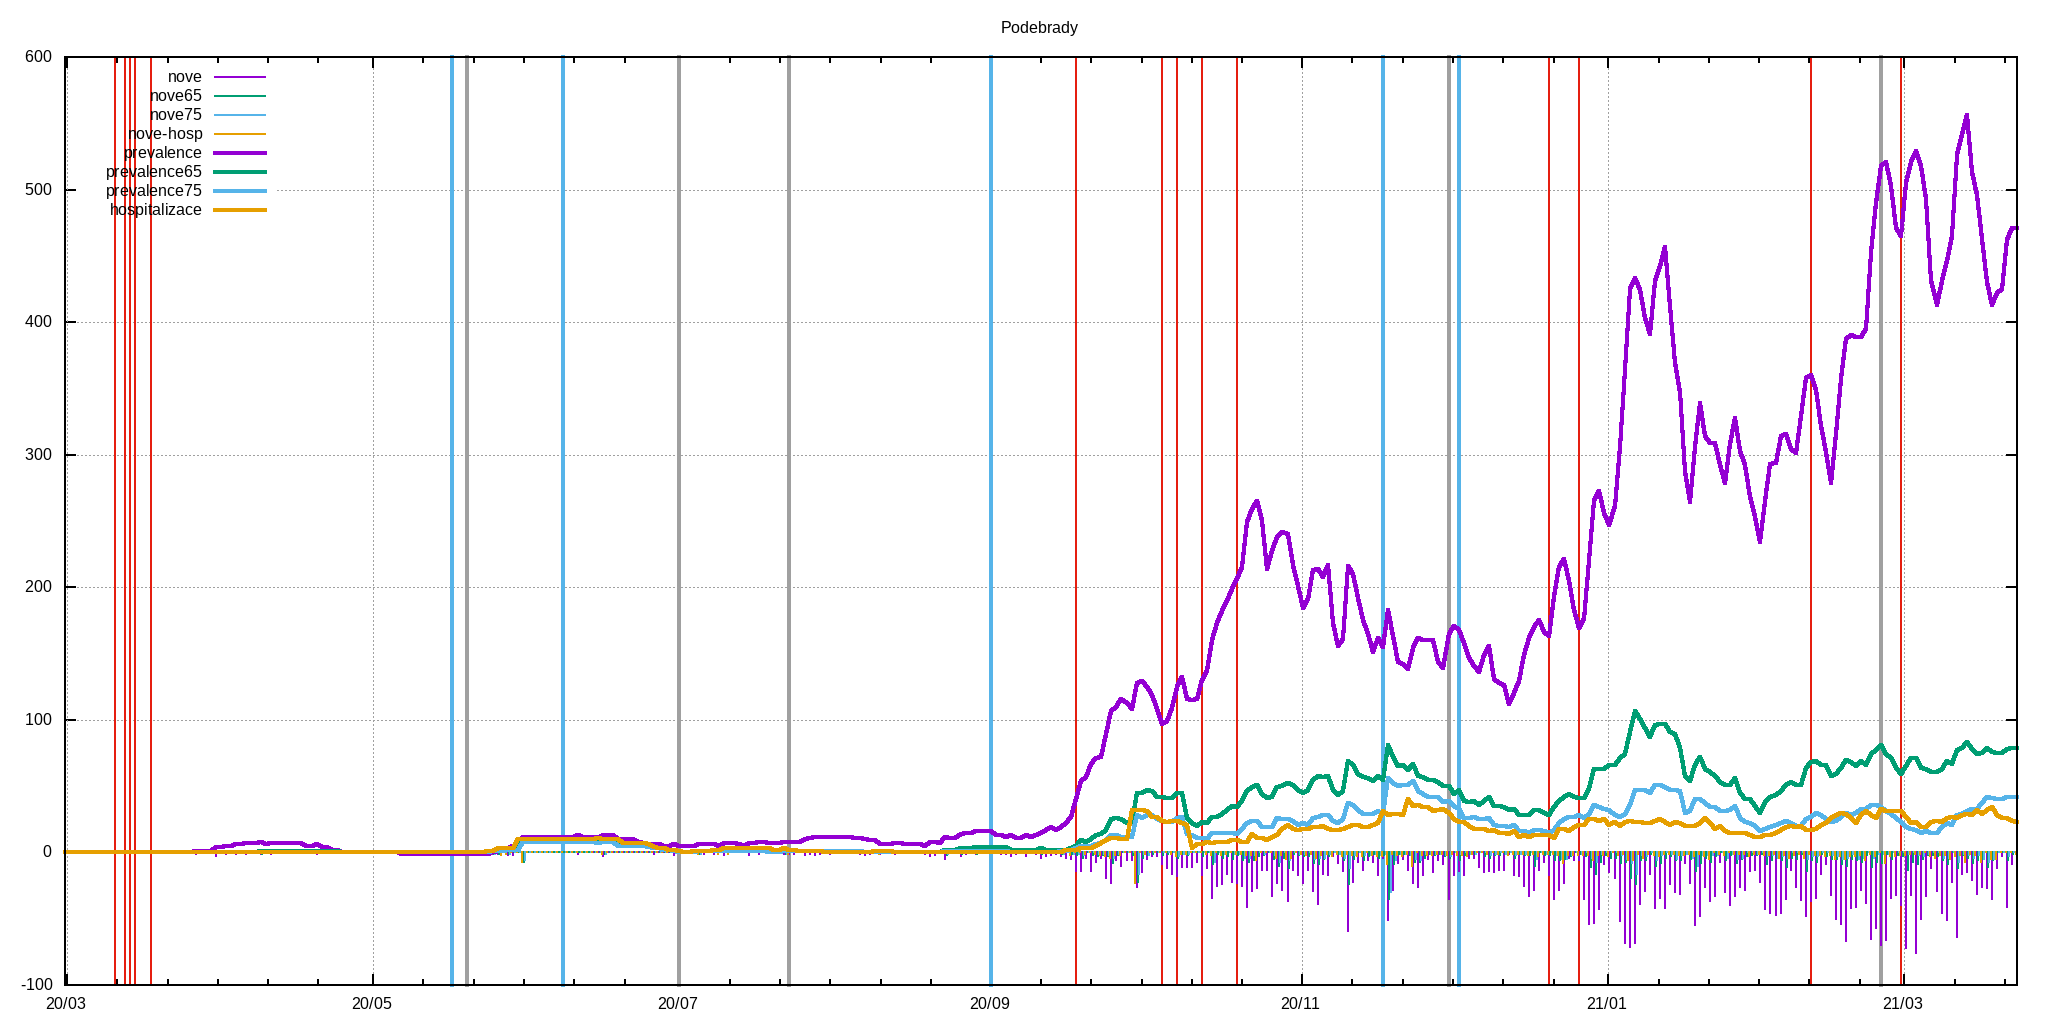 Podebrady
600
500
400
300
200
100
0
-100
nove
nove65
nove75
nove-hosp
prevalence
prevalence65
prevalence75
hospitalizace
20/03
20/05
20/07
20/09
20/11
21/01
21/03